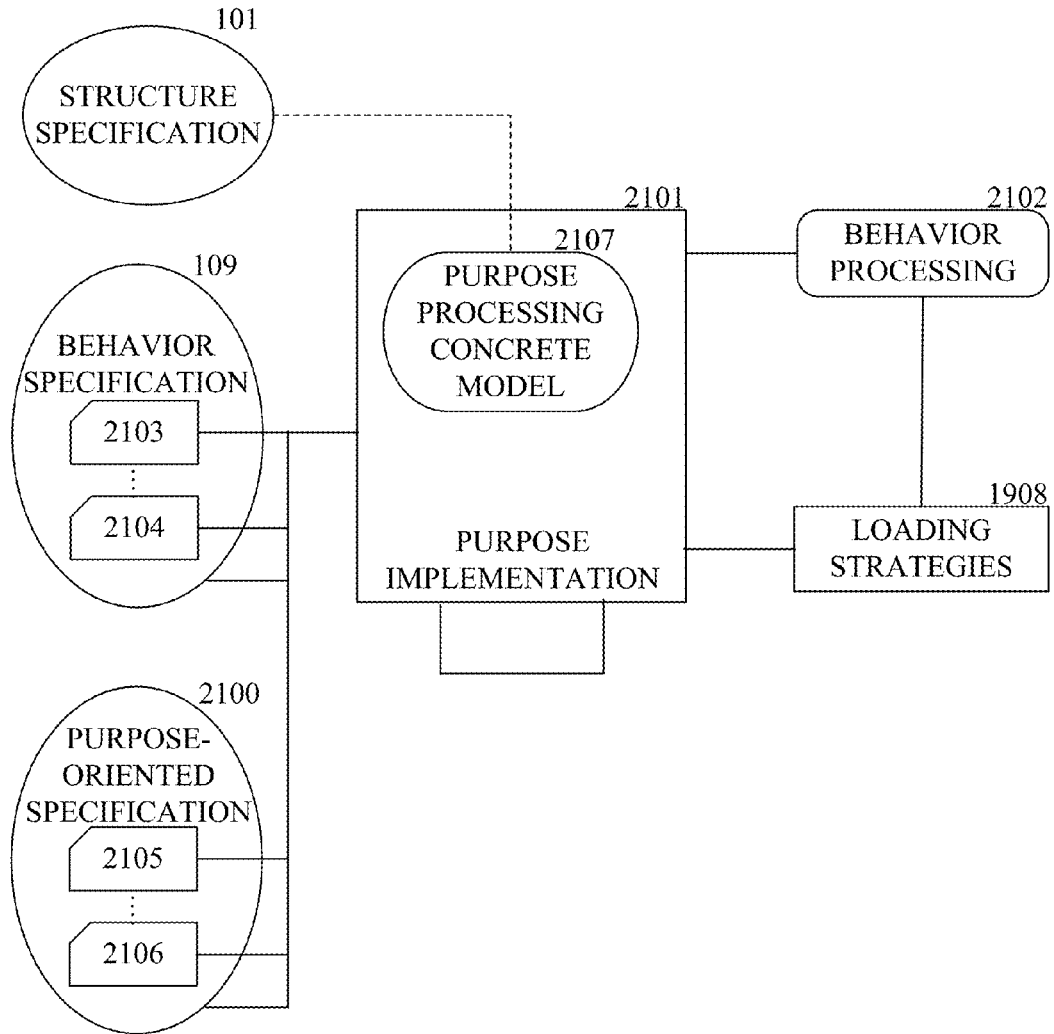 101
STRUCTURE
SPECIFICATION
2101
2102
2107
BEHAVIOR
PROCESSING
PURPOSE
PROCESSING
CONCRETE
MODEL
109
BEHAVIOR
SPECIFICATION
2103
2104
1908
LOADING
STRATEGIES
PURPOSE
IMPLEMENTATION
2100
PURPOSE-
ORIENTED
SPECIFICATION
2105
2106